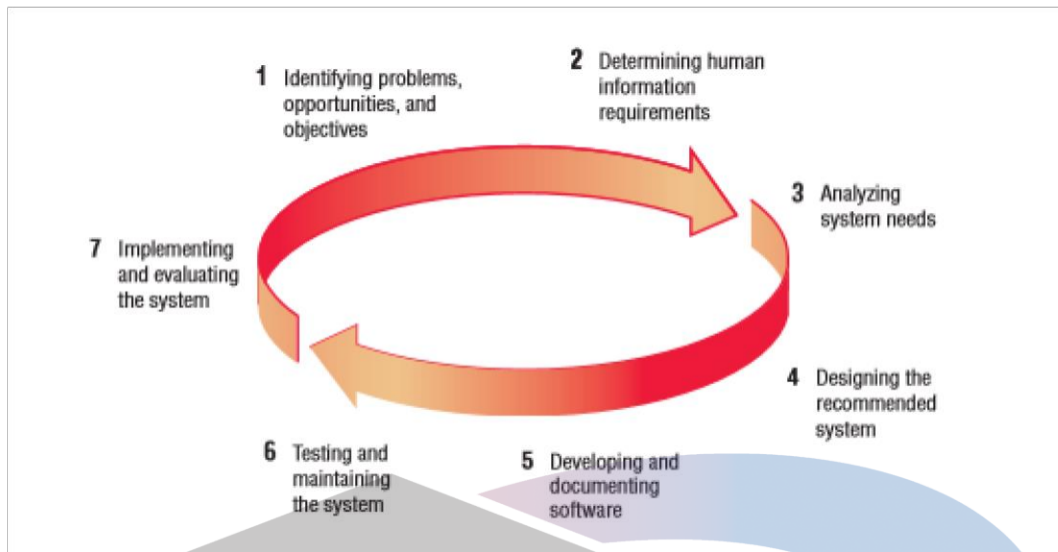 1 Identifying problems,
opportunities, and
objectives
2 Determining human
information
requirements
3 Analyzing
system needs
4 Designing the
recommended
system
5 Developing and
documenting
software
6 Testing and
maintaining
the system
7 Implementing
and evaluating
the system